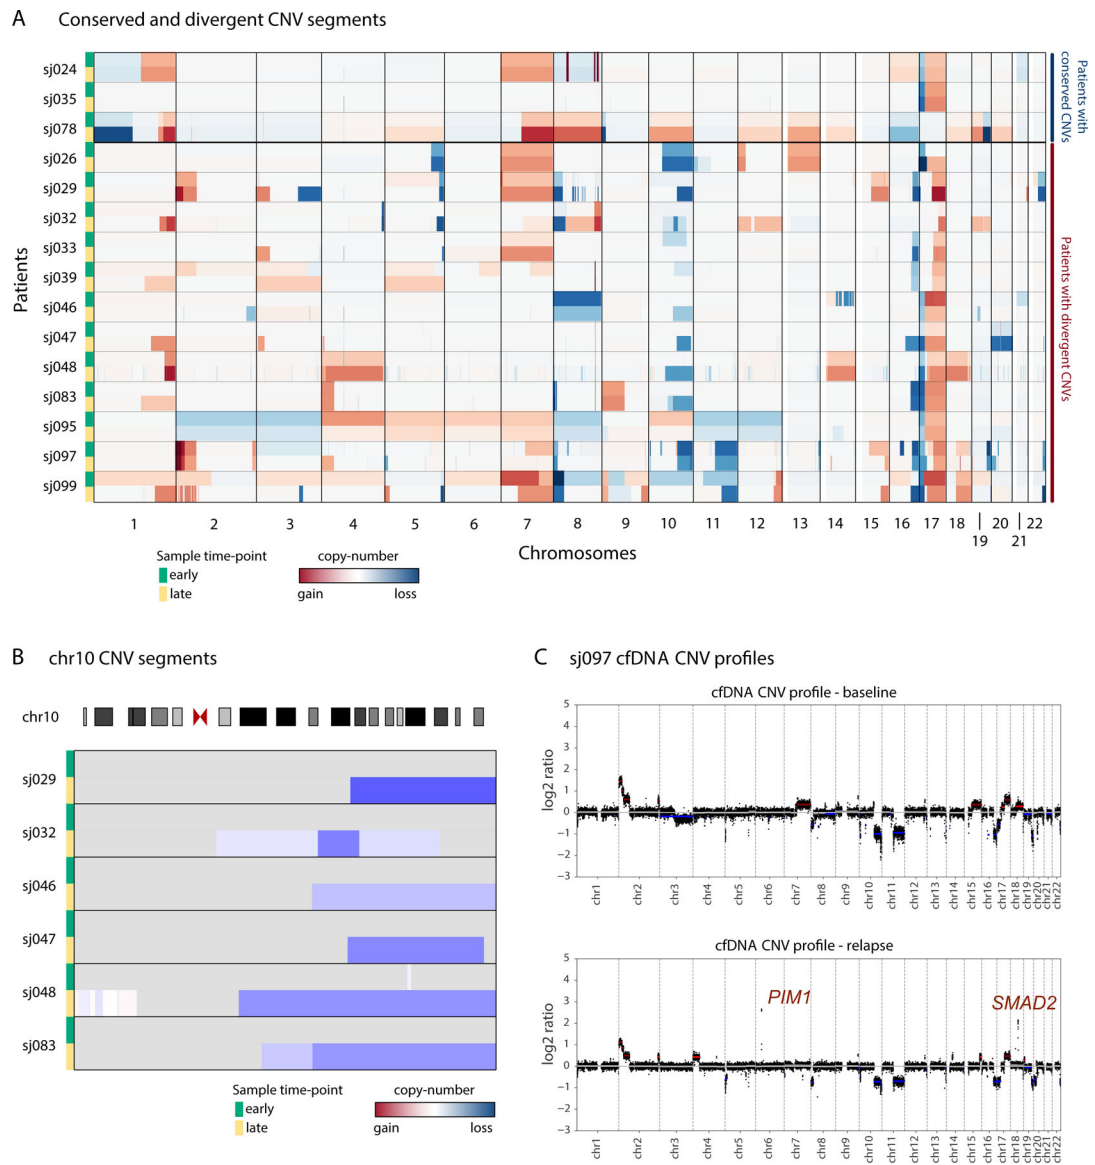 A Conserved and divergent CNV segments
Patients with
conserved CNVs
Patients with divergent CNVs
Patients
sj024
sj035
sj078
sj026
sj029
sj032
sj033
sj039
sj046
sj047
sj048
sj083
sj095
sj097
sj099
1 2 3 4 5 6 7 8 9 10 11 12 13 14 15 16 17 18 19 20 21 22
Chromosomes
Sample time-point
early
late
copy-number
gain loss
B chr10 CNV segments
chr10
sj029
sj032
sj046
sj047
sj048
sj083
Sample time-point
early
late
copy-number
gain loss
C sj097 cfDNA CNV profiles
cfDNA CNV profile - baseline
log2 ratio
5
4
3
2
1
0
−1
−2
−3
chr1 chr2 chr3 chr4 chr5 chr6 chr7 chr8 chr9 chr10 chr11 chr12 chr13 chr14 chr15 chr16 chr17 chr18 chr19 chr20 chr21 chr22
cfDNA CNV profile - relapse
log2 ratio
5
4
3
2
1
0
−1
−2
−3
PIM1
SMAD2
chr1 chr2 chr3 chr4 chr5 chr6 chr7 chr8 chr9 chr10 chr11 chr12 chr13 chr14 chr15 chr16 chr17 chr18 chr19 chr20 chr21 chr22